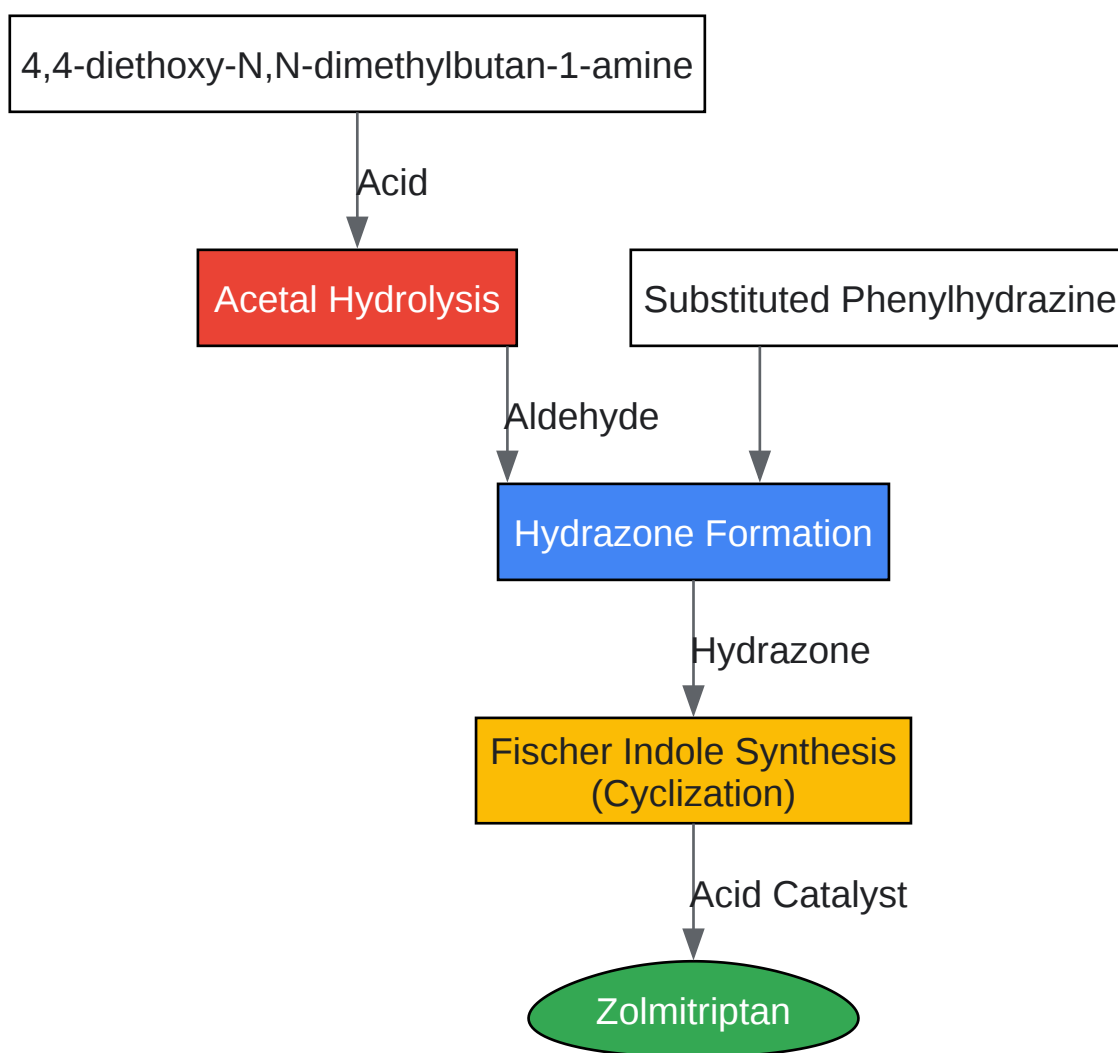 4,4-diethoxy-N,N-dimethylbutan-1-amine
Acid
Acetal Hydrolysis
Substituted Phenylhydrazine
Aldehyde
Hydrazone Formation
Hydrazone
Fischer Indole Synthesis
(Cyclization)
Acid Catalyst
Zolmitriptan